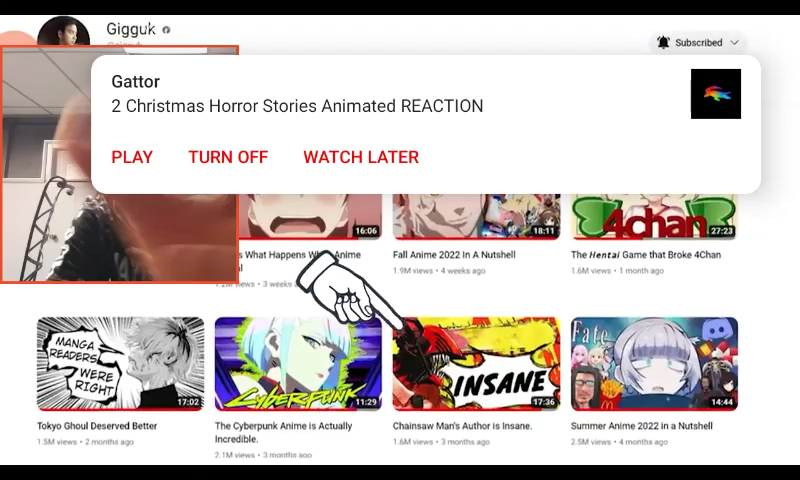 Gigguk
Subscribed
Gattor
2 Christmas Horror Stories Animated REACTION
PLAY TURN OFF WATCH LATER
16:06
18:11
4chan
27:23
What Happens Anime
Fall Anime 2022 In A Nutshell
1.9M views • 4 weeks ago
The Hentai Game that Broke 4Chan
1.6M views • 1 month ago
MANGA
READERS
WERE
RIGHT
17:02
CYBERPUNK
11:29
INSANE
17:36
Fate
14:44
Tokyo Ghoul Deserved Better
1.5M views • 2 months ago
The Cyberpunk Anime is Actually
Incredible.
2.1M views • 3 months ago
Chainsaw Man's Author is Insane.
1.6M views • 3 months ago
Summer Anime 2022 in a Nutshell
2.5M views • 4 months ago